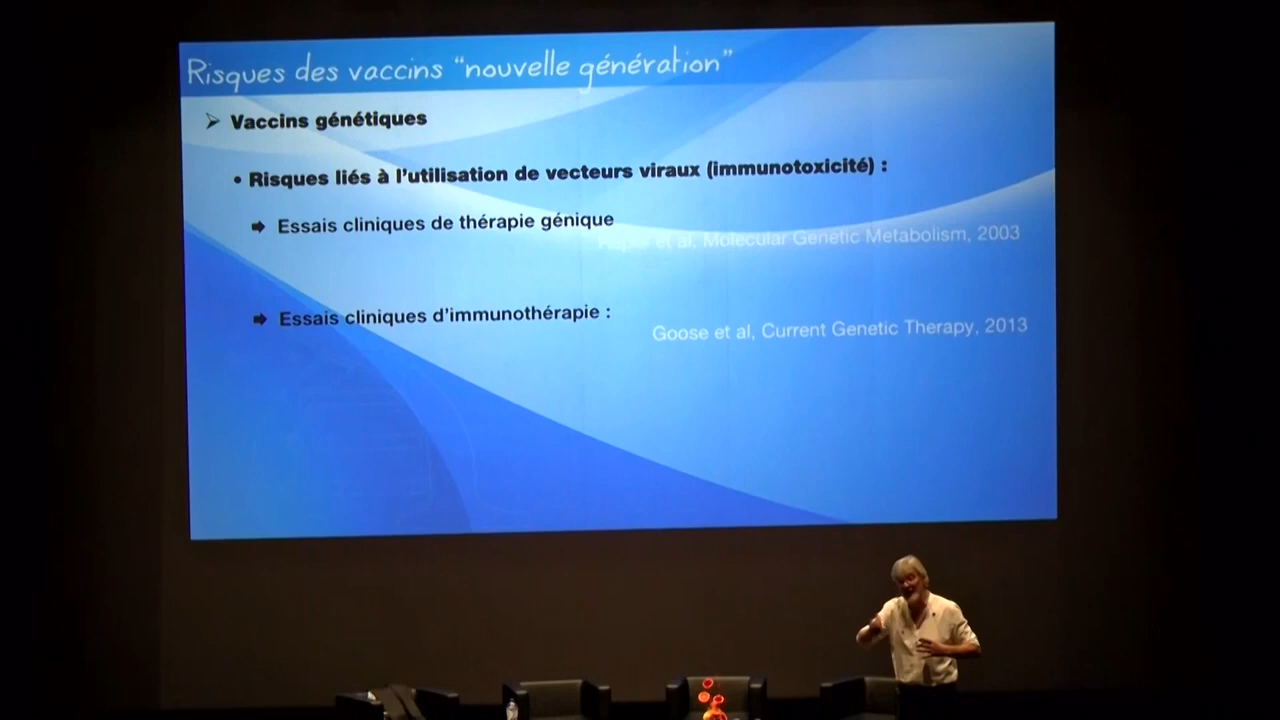 Risques des vaccins “nouvelle génération”
➢ Vaccins génétiques
• Risques liés à l’utilisation de vecteurs viraux (immunotoxicité) :
➡ Essais cliniques de thérapie génique
et al, Molecular Genetic Metabolism, 2003
➡ Essais cliniques d’immunothérapie :
Goose et al, Current Genetic Therapy, 2013